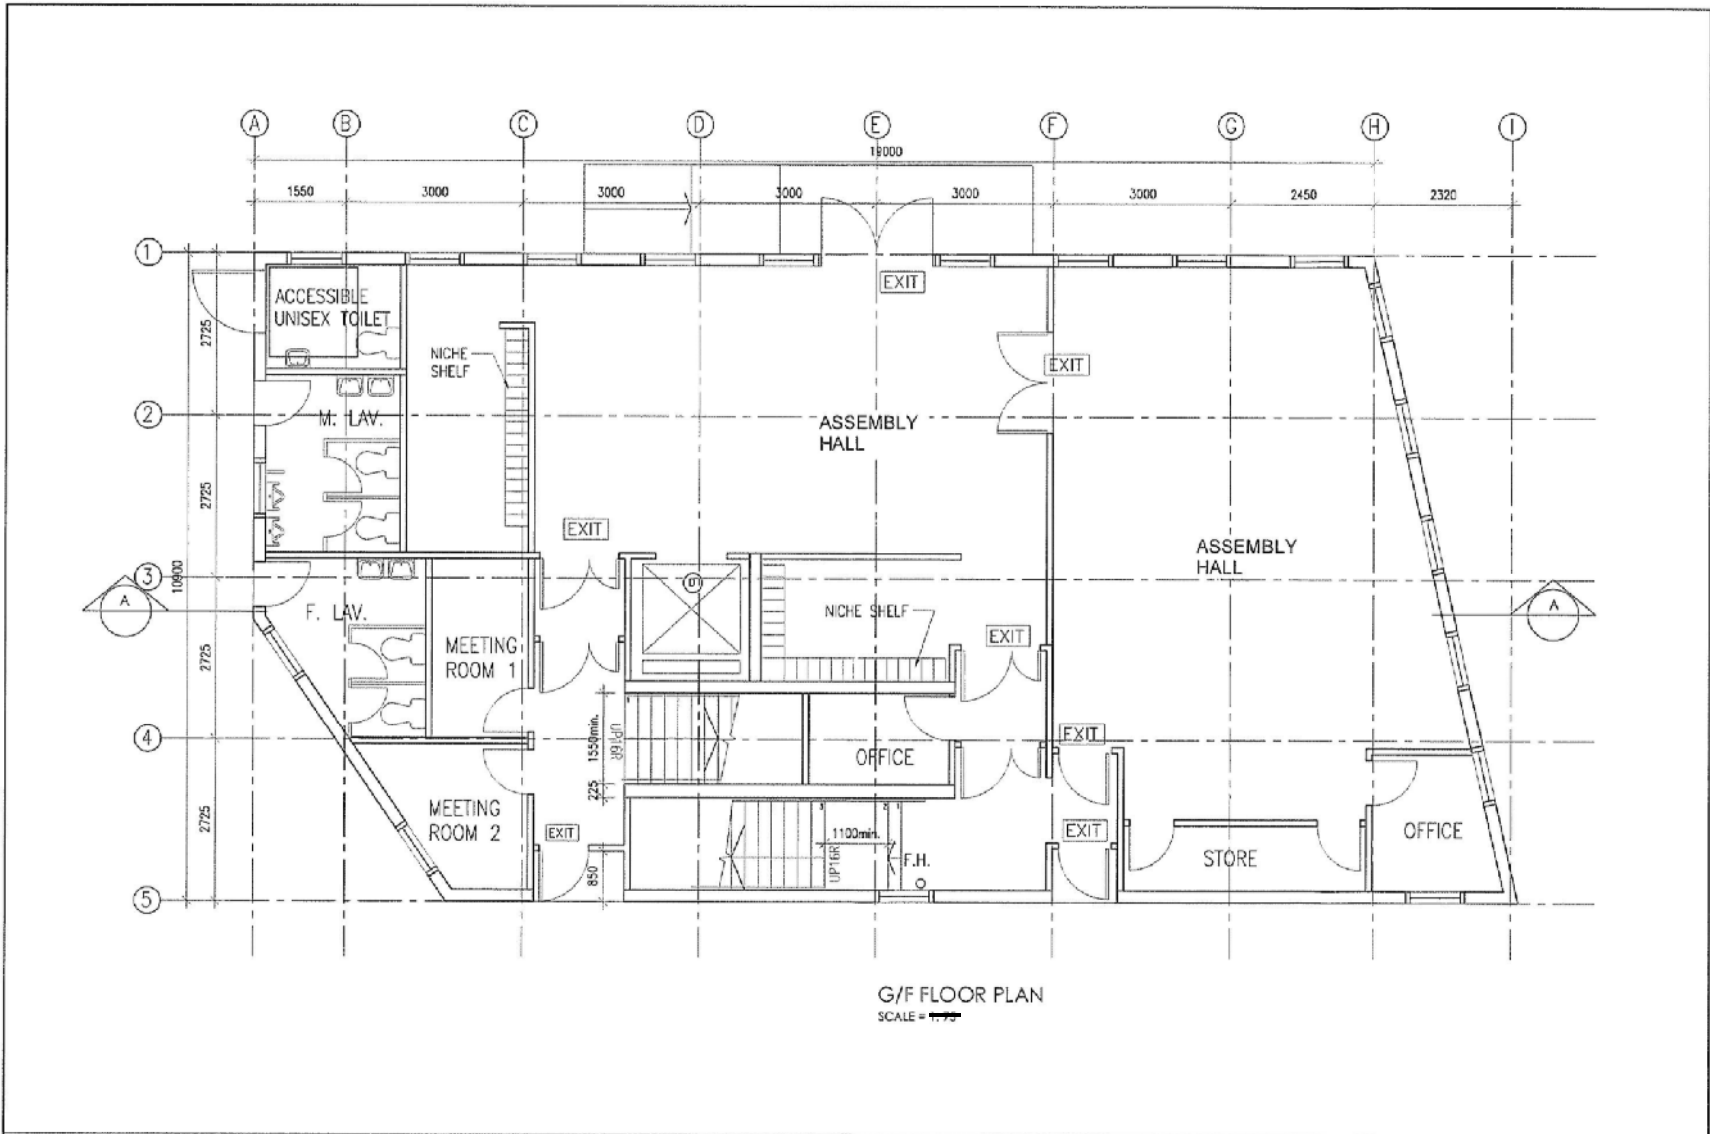 A B C D E F G H I
19000
1550 3000 3000 3000 3000 3000 2450 2320
1
EXIT
ACCESSIBLE
UNISEX TOILET
2725
NICHE
SHELF
EXIT
2
M. LAV.
ASSEMBLY
HALL
2725
EXIT
ASSEMBLY
HALL
3
10900
A
F. LAV.
NICHE SHELF
A
EXIT
MEETING
ROOM 1
2725
4
1550min.
UP16R
EXIT
OFFICE
225
MEETING
ROOM 2
2725
EXIT
3 2 1
1100min.
UP16R
F.H.
EXIT
OFFICE
STORE
850
5
G/F FLOOR PLAN
SCALE =